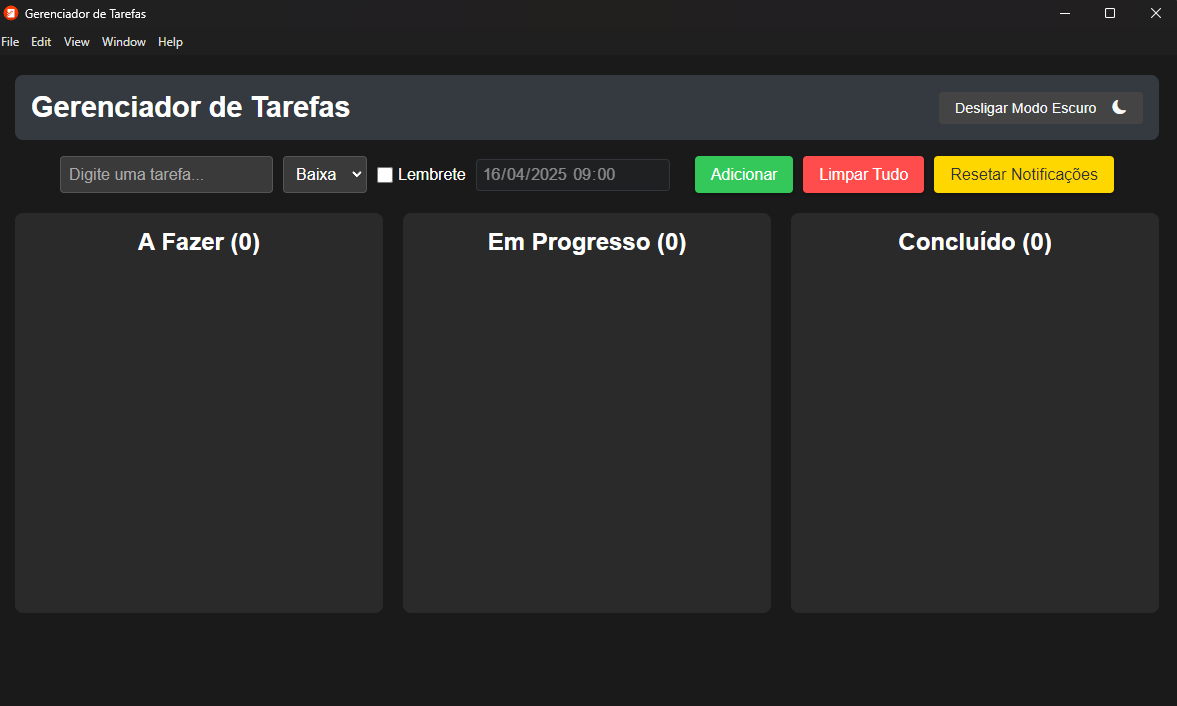 Gerenciador de Tarefas
File Edit View Window Help
Gerenciador de Tarefas
Desligar Modo Escuro
Digite uma tarefa... Baixa Lembrete 16/04/2025 09:00 Adicionar Limpar Tudo Resetar Notificações
A Fazer (0) Em Progresso (0) Concluído (0)